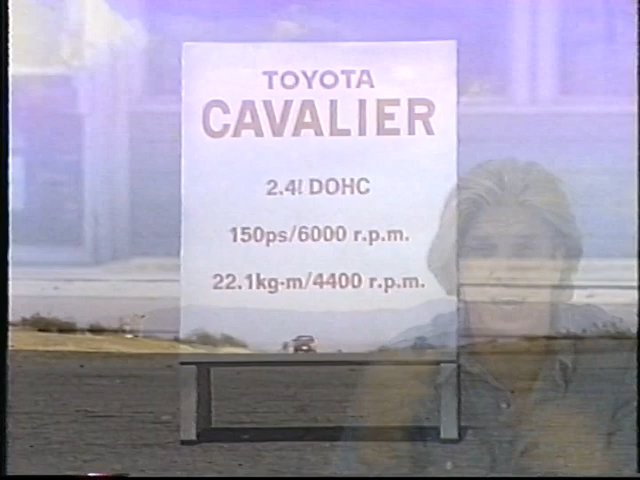 TOYOTA
CAVALIER
2.4ℓ DOHC
150ps/6000 r.p.m.
22.1kg-m/4400 r.p.m.